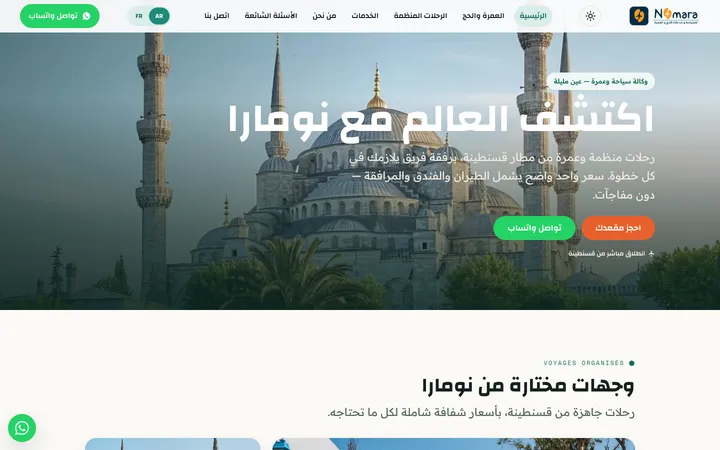 Nomara
الرئيسية
العمرة والحج
الرحلات المنظمة
الخدمات
من نحن
الأسئلة الشائعة
اتصل بنا
AR
FR
تواصل واتساب
وكالة سياحة وعمرة — عين مليلة
اكتشف العالم مع نومارا
رحلات منظمة وعمرة من مطار قسنطينة، برفقة فريق يلازمك في
كل خطوة. سعر واحد واضح يشمل الطيران والفندق والمرافقة —
دون مفاجآت.
احجز مقعدك
تواصل واتساب
انطلاق مباشر من قسنطينة
VOYAGES ORGANISÉS
وجهات مختارة من نومارا
رحلات جاهزة من قسنطينة، بأسعار شفافة شاملة لكل ما تحتاجه.